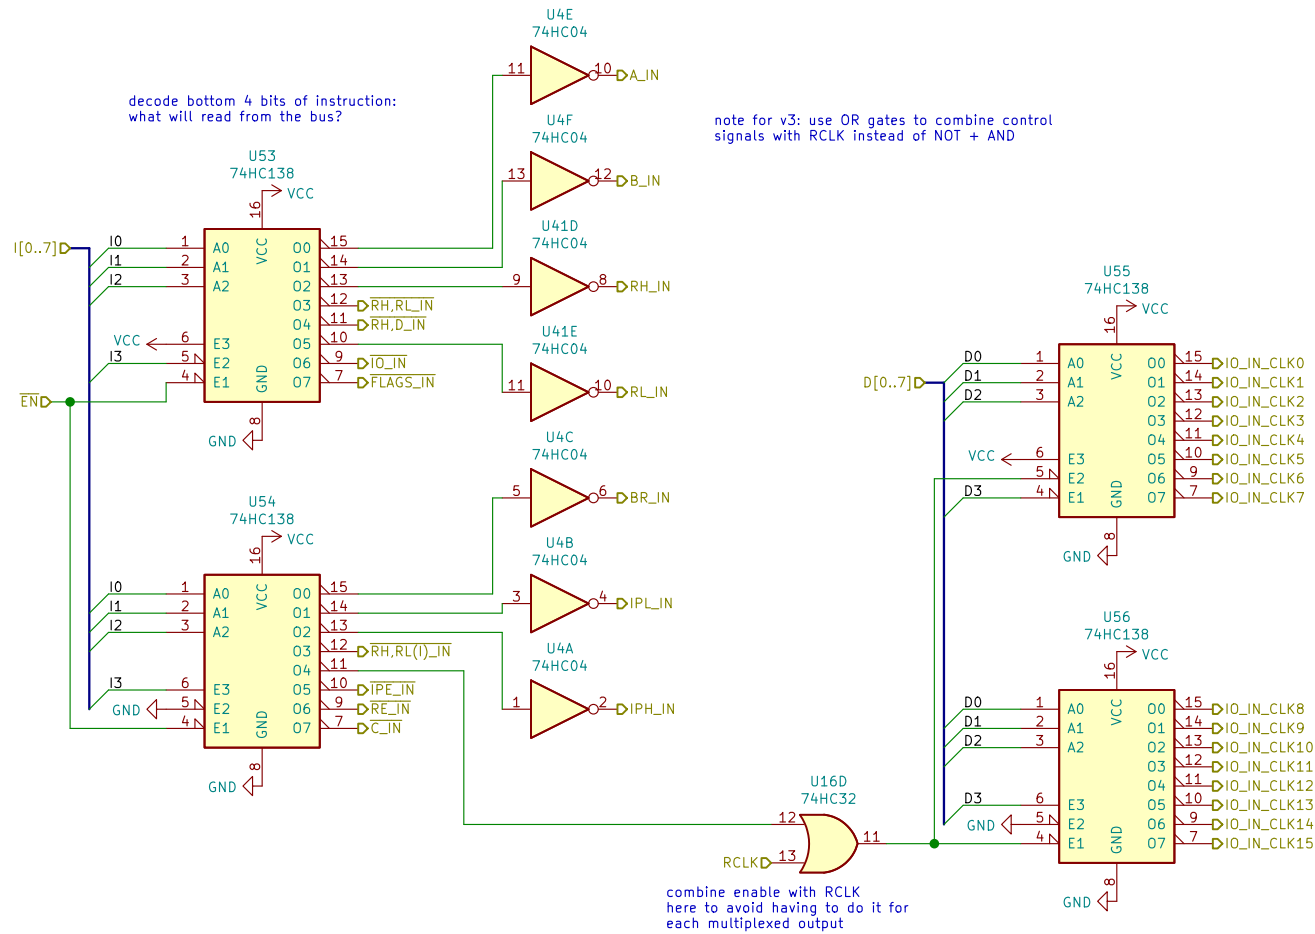 decode bottom 4 bits of instruction:
what will read from the bus?
note for v3: use OR gates to combine control
signals with RCLK instead of NOT + AND
U4E
74HC04
11
10
A_IN
U4F
74HC04
13
12
B_IN
U41D
74HC04
9
8
RH_IN
U41E
74HC04
11
10
RL_IN
U4C
74HC04
5
6
BR_IN
U4B
74HC04
3
4
IPL_IN
U4A
74HC04
1
2
IPH_IN
U53
74HC138
VCC
16
VCC
I[0..7]
I0 1 A0 O0 15
I1 2 A1 O1 14
I2 3 A2 O2 13
O3 12 RH,RL_IN
O4 11 RH,D_IN
VCC 6 E3 O5 10
I3 5 E2 O6 9 IO_IN
4 E1 O7 7 FLAGS_IN
EN
GND
8
GND
U54
74HC138
VCC
16
VCC
I0 1 A0 O0 15
I1 2 A1 O1 14
I2 3 A2 O2 13
O3 12 RH,RL(I)_IN
O4 11
I3 6 E3 O5 10 IPE_IN
GND 5 E2 O6 9 RE_IN
4 E1 O7 7 C_IN
GND
8
GND
U16D
74HC32
12
11
RCLK 13
combine enable with RCLK
here to avoid having to do it for
each multiplexed output
U55
74HC138
VCC
16
VCC
D[0..7]
D0 1 A0 O0 15 IO_IN_CLK0
D1 2 A1 O1 14 IO_IN_CLK1
D2 3 A2 O2 13 IO_IN_CLK2
O3 12 IO_IN_CLK3
O4 11 IO_IN_CLK4
VCC 6 E3 O5 10 IO_IN_CLK5
5 E2 O6 9 IO_IN_CLK6
D3 4 E1 O7 7 IO_IN_CLK7
GND
8
GND
U56
74HC138
VCC
16
VCC
D0 1 A0 O0 15 IO_IN_CLK8
D1 2 A1 O1 14 IO_IN_CLK9
D2 3 A2 O2 13 IO_IN_CLK10
O3 12 IO_IN_CLK11
O4 11 IO_IN_CLK12
D3 6 E3 O5 10 IO_IN_CLK13
GND 5 E2 O6 9 IO_IN_CLK14
4 E1 O7 7 IO_IN_CLK15
GND
8
GND